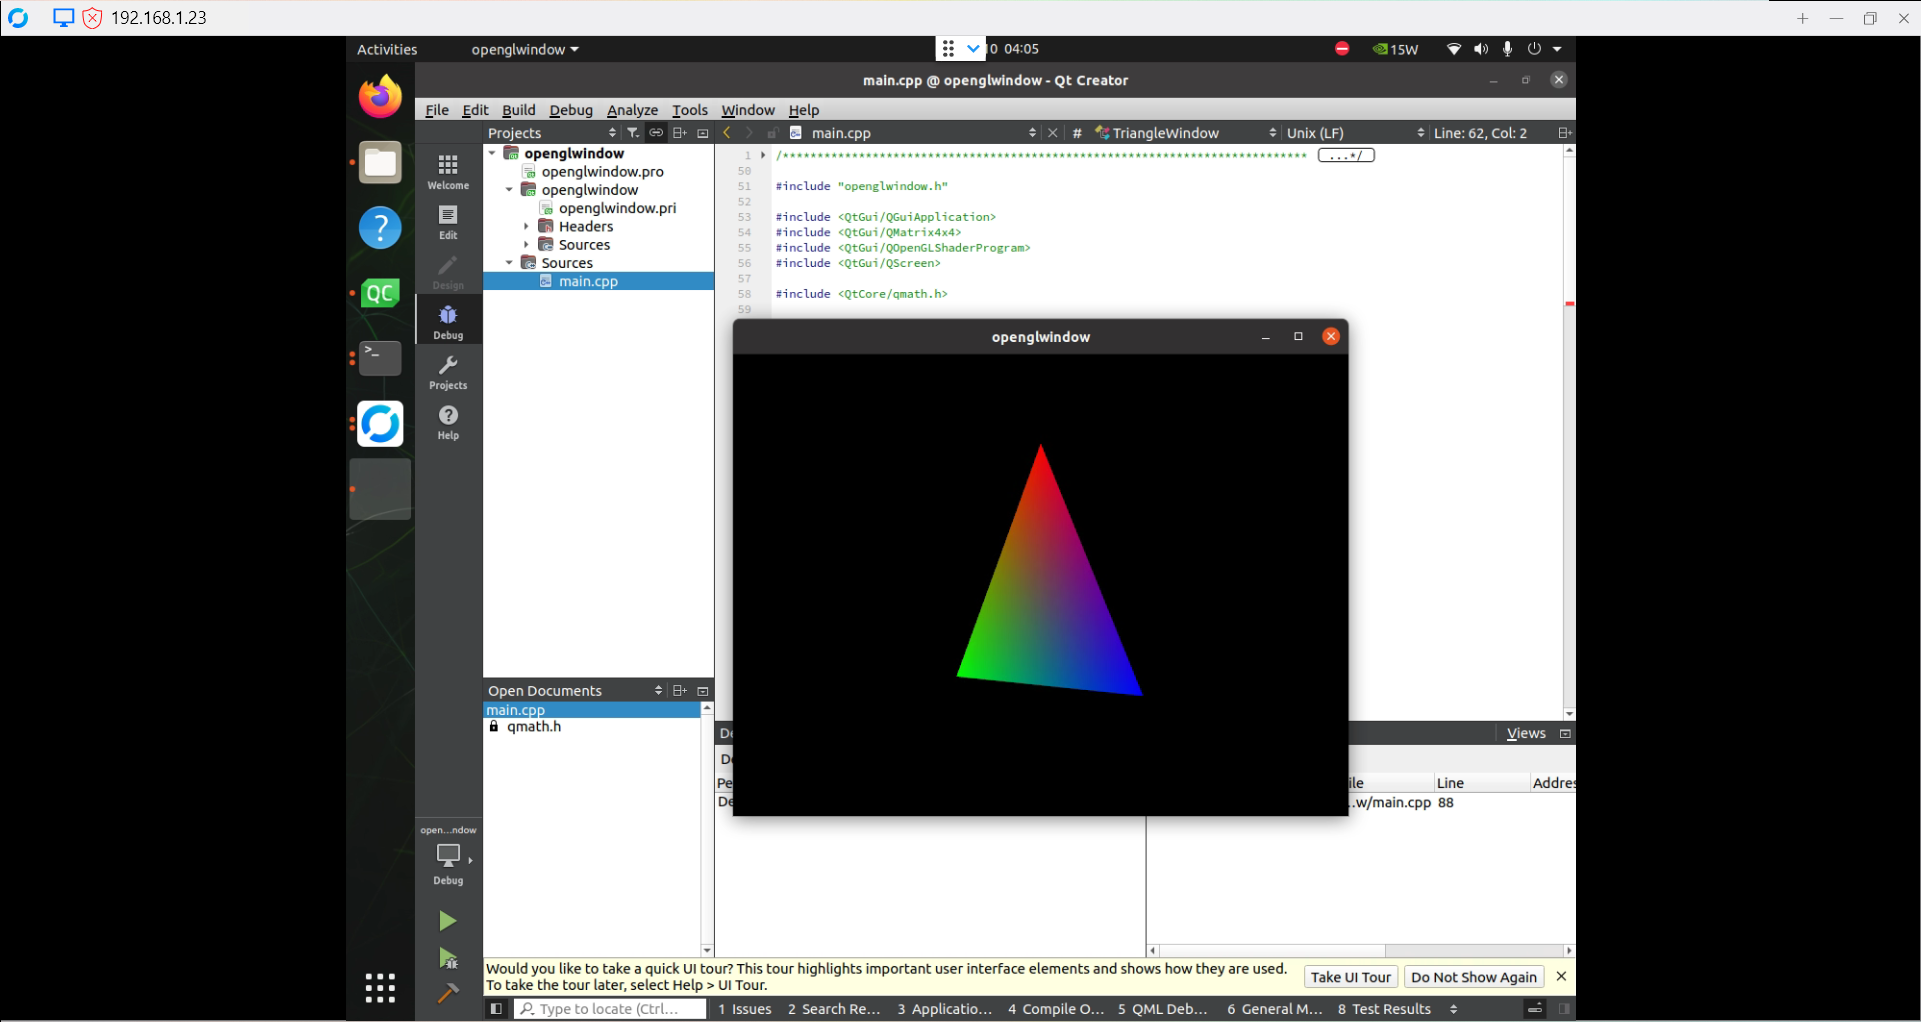 192.168.1.23
Activities
openglwindow
04:05
15W
main.cpp @ openglwindow - Qt Creator
File Edit Build Debug Analyze Tools Window Help
Projects
main.cpp
#
TriangleWindow
Unix (LF)
Line: 62, Col: 2
Welcome
Edit
Design
Debug
Projects
Help
openglwindow
openglwindow.pro
openglwindow
openglwindow.pri
Headers
Sources
Sources
main.cpp
1 /**************************************************************************** ...*/
50
51 #include "openglwindow.h"
52
53 #include <QtGui/QGuiApplication>
54 #include <QtGui/QMatrix4x4>
55 #include <QtGui/QOpenGLShaderProgram>
56 #include <QtGui/QScreen>
57
58 #include <QtCore/qmath.h>
59
openglwindow
QC
>_
?
Open Documents
main.cpp
qmath.h
Views
Line
Addres
...w/main.cpp 88
open...ndow
Debug
Would you like to take a quick UI tour? This tour highlights important user interface elements and shows how they are used.
To take the tour later, select Help > UI Tour.
Take UI Tour
Do Not Show Again
Type to locate (Ctrl...
1 Issues
2 Search Re...
3 Applicatio...
4 Compile O...
5 QML Deb...
6 General M...
8 Test Results